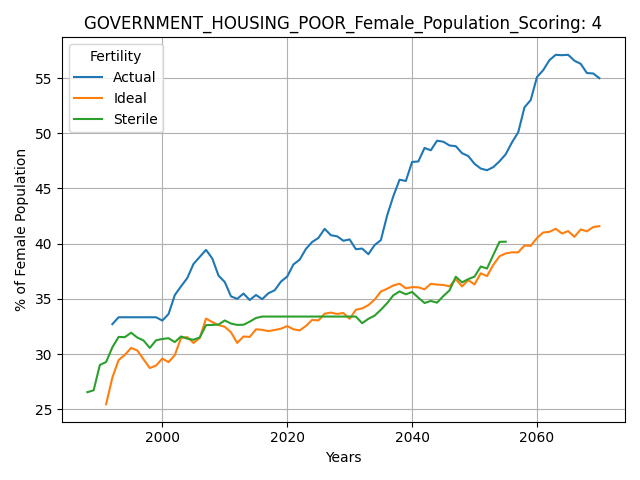 GOVERNMENT_HOUSING_POOR_Female_Population_Scoring: 4
Fertility
Actual
Ideal
Sterile
% of Female Population
55
50
45
40
35
30
25
2000 2020 2040 2060
Years